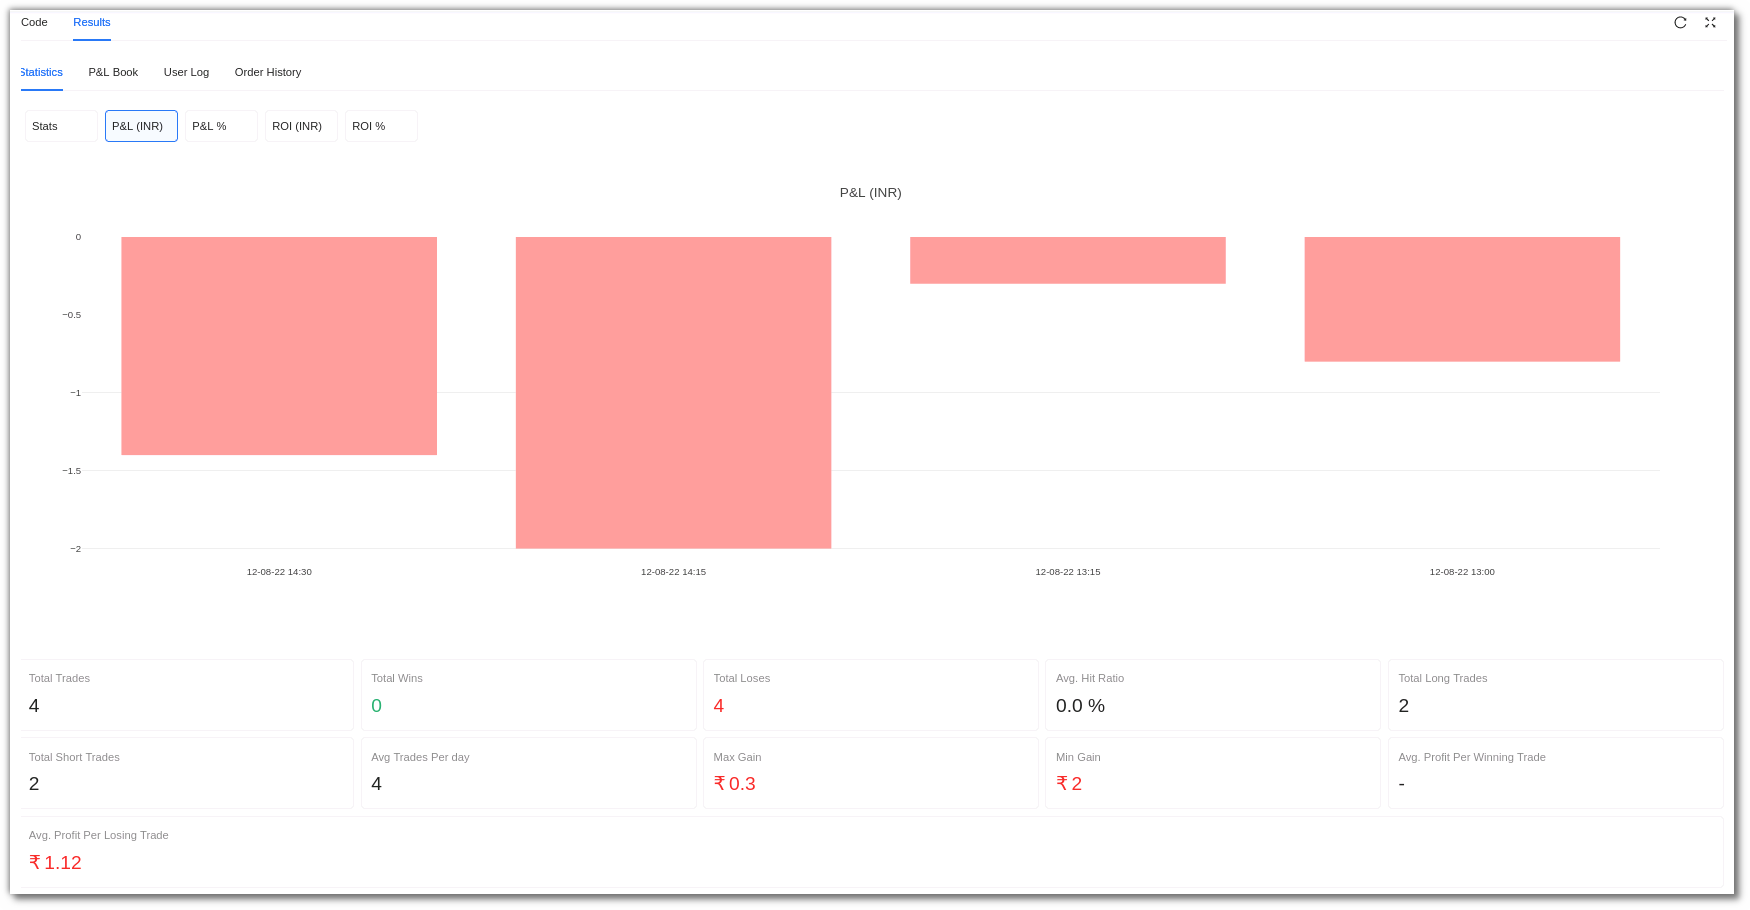 Code Results
Statistics P&L Book User Log Order History
Stats P&L (INR) P&L % ROI (INR) ROI %
P&L (INR)
0
−0.5
−1
−1.5
−2
12-08-22 14:30 12-08-22 14:15 12-08-22 13:15 12-08-22 13:00
Total Trades Total Wins Total Loses Avg. Hit Ratio Total Long Trades
4 0 4 0.0 % 2
Total Short Trades Avg Trades Per day Max Gain Min Gain Avg. Profit Per Winning Trade
2 4 ₹ 0.3 ₹ 2 -
Avg. Profit Per Losing Trade
₹ 1.12